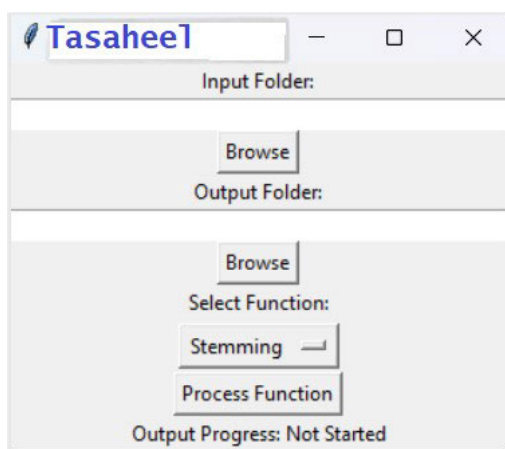 Tasaheel
Input Folder:
Browse
Output Folder:
Browse
Select Function:
Stemming
Process Function
Output Progress: Not Started